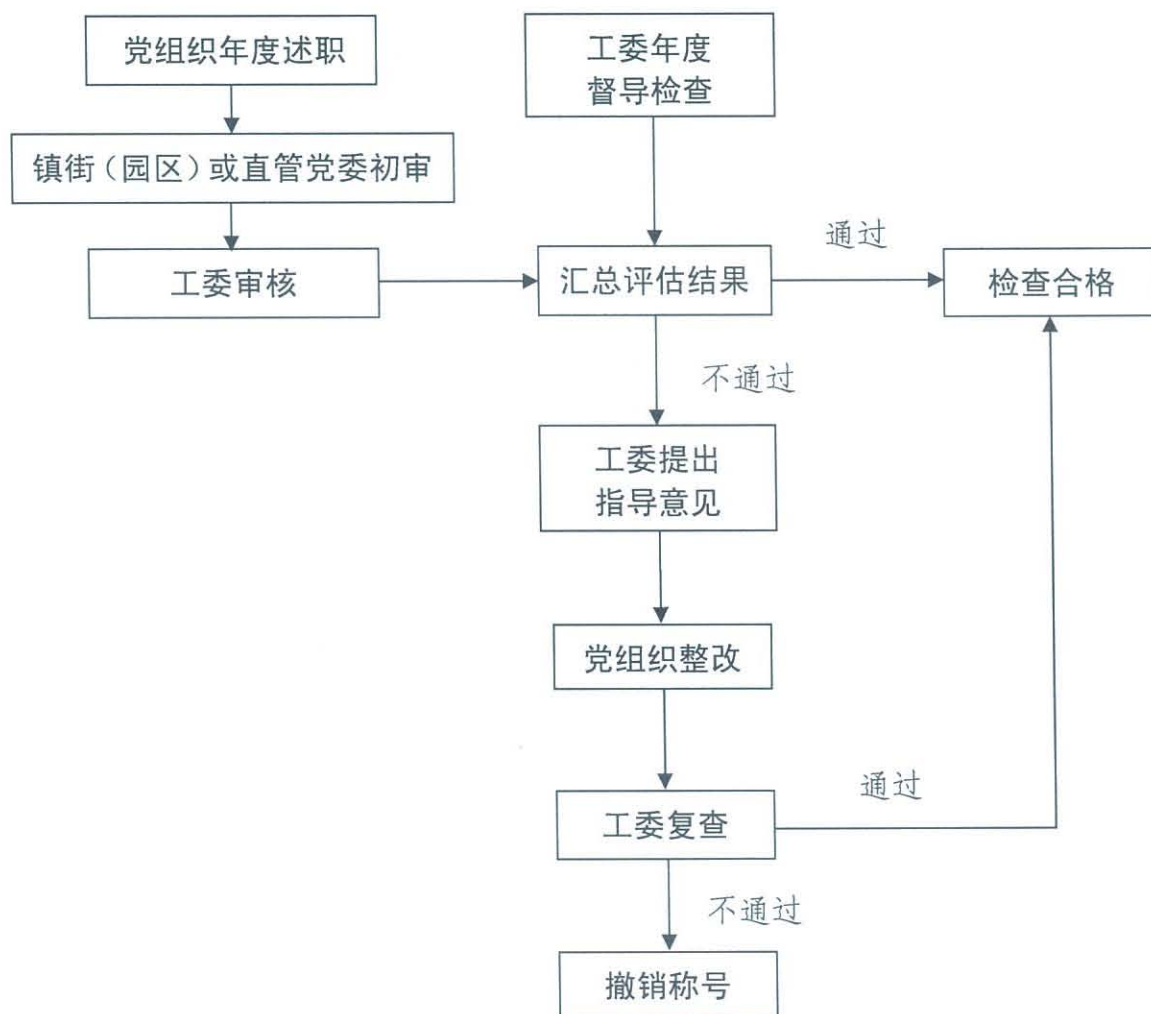 党组织年度述职
工委年度
督导检查
镇街（园区）或直管党委初审
通过
工委审核
汇总评估结果
检查合格
不通过
工委提出
指导意见
党组织整改
通过
工委复查
不通过
撤销称号